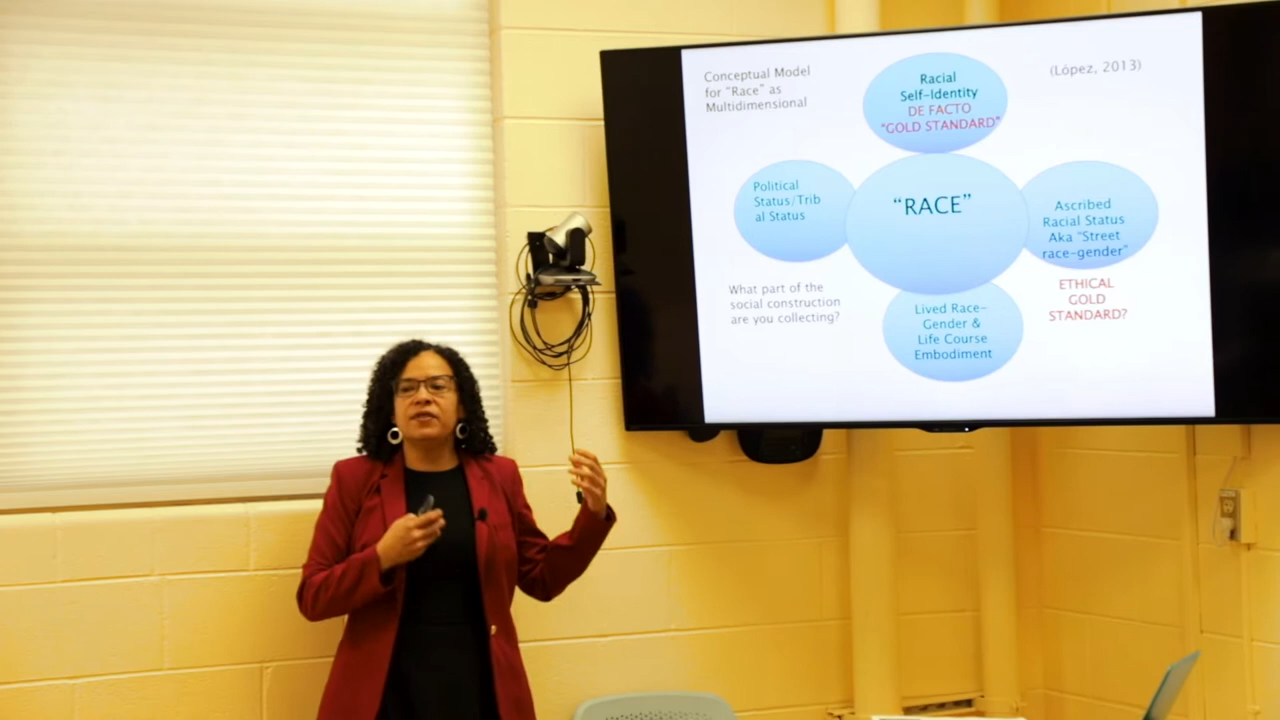 Conceptual Model
for "Race" as
Multidimensional
Racial
Self-Identity
DE FACTO
"GOLD STANDARD"
(López, 2013)
Political
Status/Trib
al Status
"RACE"
Ascribed
Racial Status
Aka "Street
race-gender"
What part of the
social construction
are you collecting?
Lived Race-
Gender &
Life Course
Embodiment
ETHICAL
GOLD
STANDARD?